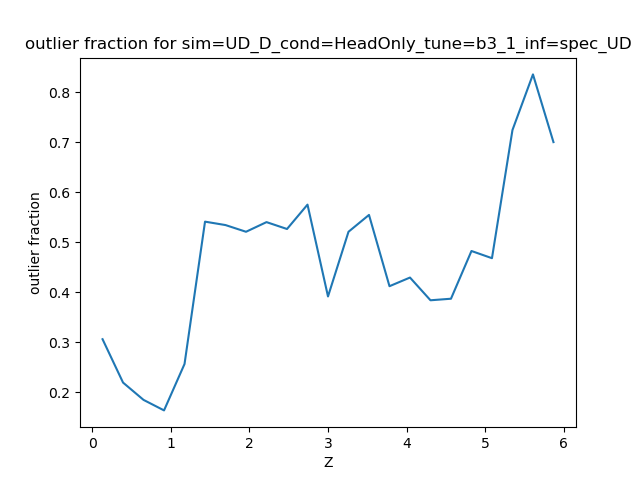 outlier fraction for sim=UD_D_cond=HeadOnly_tune=b3_1_inf=spec_UD
outlier fraction
0.8
0.7
0.6
0.5
0.4
0.3
0.2
0 1 2 3 4 5 6
Z